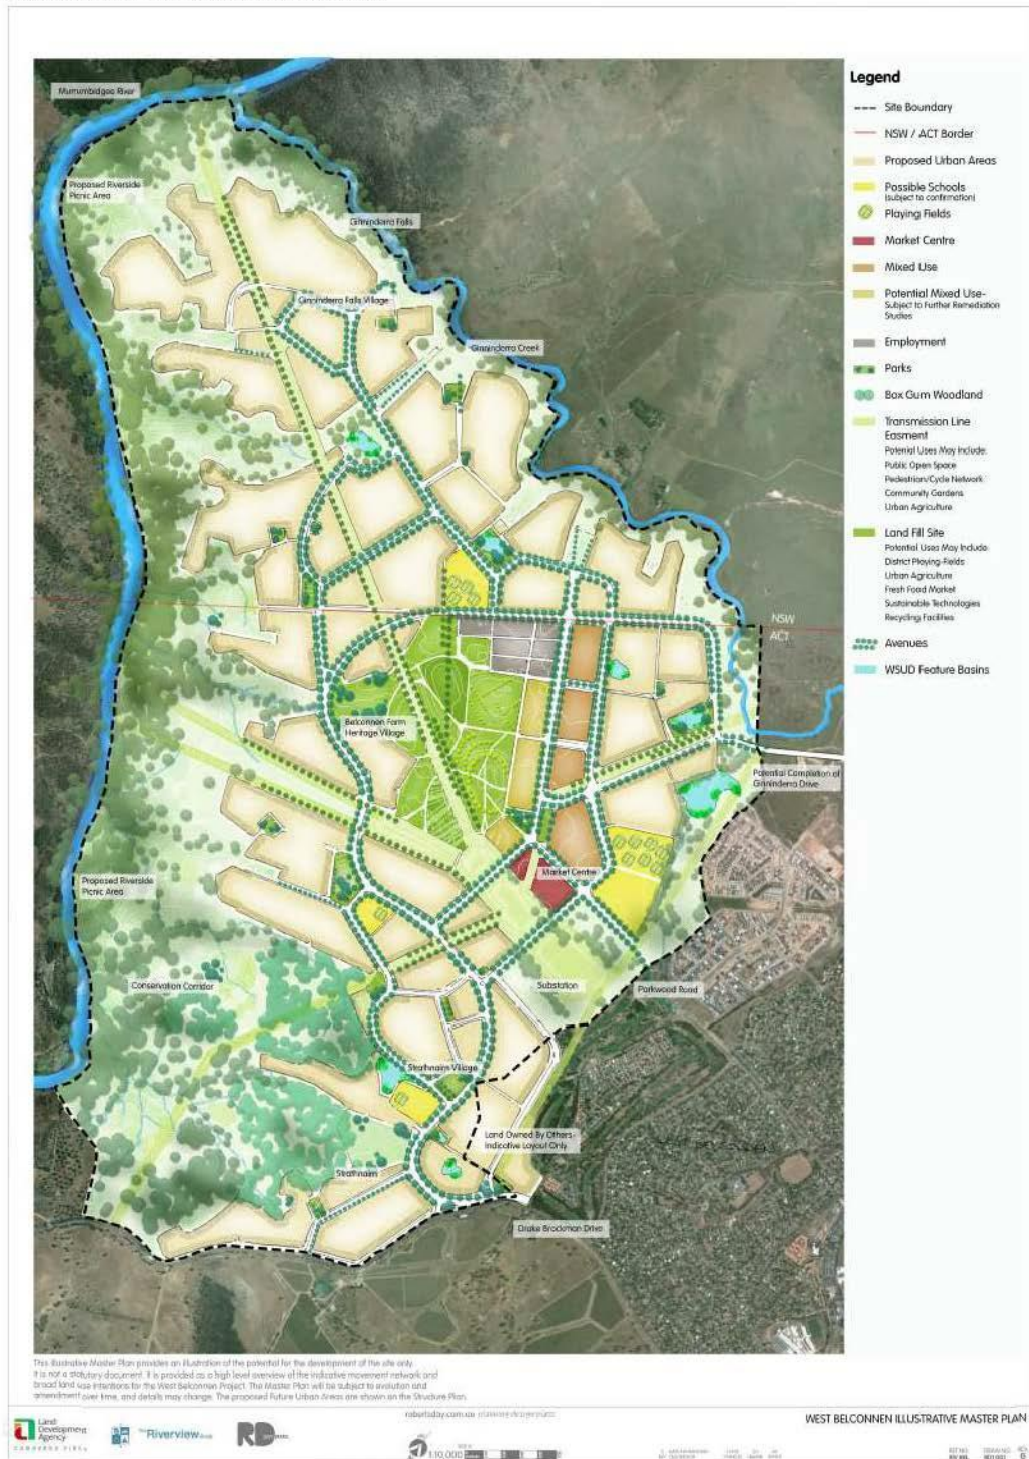 Murrumbidgee River
Proposed Riverside
Picnic Area
Ginninderra Falls
Ginninderra Falls Village
Ginninderra Creek
NSW
ACT
Belconnen Farm
Heritage Village
Potential Completion of
Ginninderra Drive
Market Centre
Proposed Riverside
Picnic Area
Conservation Corridor
Substation
Parkwood Road
Strathnairn Village
Land Owned By Others-
Indicative Layout Only
Strathnairn
Drake Brockman Drive
Legend
Site Boundary
NSW / ACT Border
Proposed Urban Areas
Possible Schools
(subject to confirmation)
Playing Fields
Market Centre
Mixed Use
Potential Mixed Use-
Subject to Further Remediation
Studies
Employment
Parks
Box Gum Woodland
Transmission Line
Easment
Potential Uses May Include:
Public Open Space
Pedestrian/Cycle Network
Community Gardens
Urban Agriculture
Land Fill Site
Potential Uses May Include
District Playing-Fields
Urban Agriculture
Fresh Food Market
Sustainable Technologies
Recycling Facilities
Avenues
WSUD Feature Basins
This Illustrative Master Plan provides an illustration of the potential for the development of the site only.
It is not a statutory document. It is provided as a high level overview of the indicative movement network and
broad land use intentions for the West Belconnen Project. The Master Plan will be subject to evolution and
amendment over time, and details may change. The proposed Future Urban Areas are shown on the Structure Plan.
Land
Development
Agency
The Riverview Group
RD
robertsday.com.au
1:10,000
WEST BELCONNEN ILLUSTRATIVE MASTER PLAN